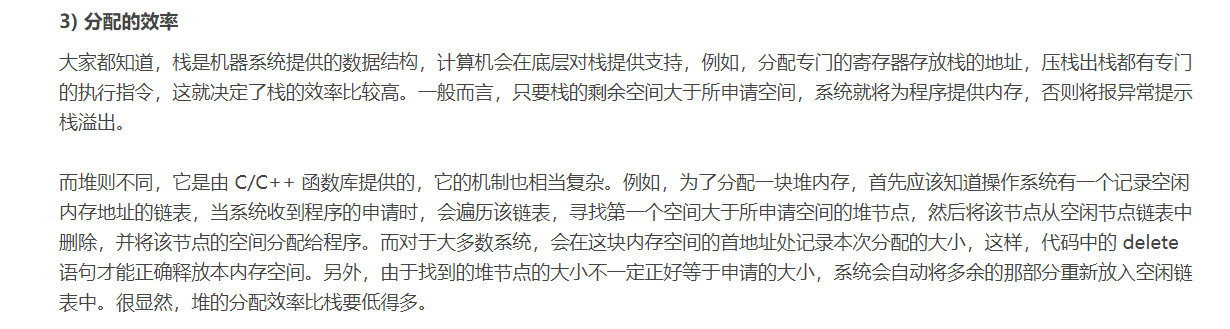 3) 分配的效率
大家都知道，栈是机器系统提供的数据结构，计算机会在底层对栈提供支持，例如，分配专门的寄存器存放栈的地址，压栈出栈都有专门
的执行指令，这就决定了栈的效率比较高。一般而言，只要栈的剩余空间大于所申请空间，系统就将为程序提供内存，否则将报异常提示
栈溢出。
而堆则不同，它是由 C/C++ 函数库提供的，它的机制也相当复杂。例如，为了分配一块堆内存，首先应该知道操作系统有一个记录空闲
内存地址的链表，当系统收到程序的申请时，会遍历该链表，寻找第一个空间大于所申请空间的堆节点，然后将该节点从空闲节点链表中
删除，并将该节点的空间分配给程序。而对于大多数系统，会在这块内存空间的首地址处记录本次分配的大小，这样，代码中的 delete
语句才能正确释放本内存空间。另外，由于找到的堆节点的大小不一定正好等于申请的大小，系统会自动将多余的那部分重新放入空闲链
表中。很显然，堆的分配效率比栈要低得多。